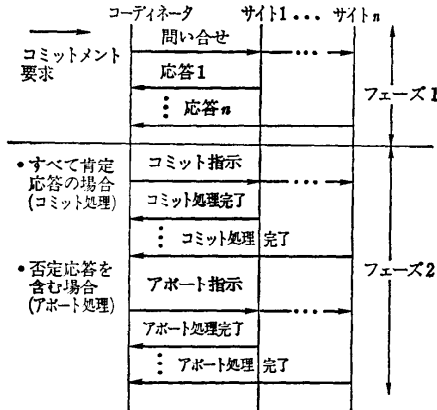 コーディネータ サイト1 ... サイトn
問い合せ
コミットメント
要求
応答1
応答n
フェーズ1
•すべて肯定
応答の場合
(コミット処理)
コミット指示
コミット処理完了
コミット処理完了
•否定応答を
含む場合
(アボート処理)
アボート指示
フェーズ2
アボート処理完了
アボート処理完了